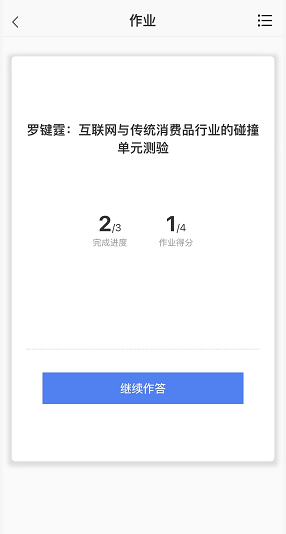 作业
罗键霆：互联网与传统消费品行业的碰撞
单元测验
2/3 1/4
完成进度 作业得分
继续作答